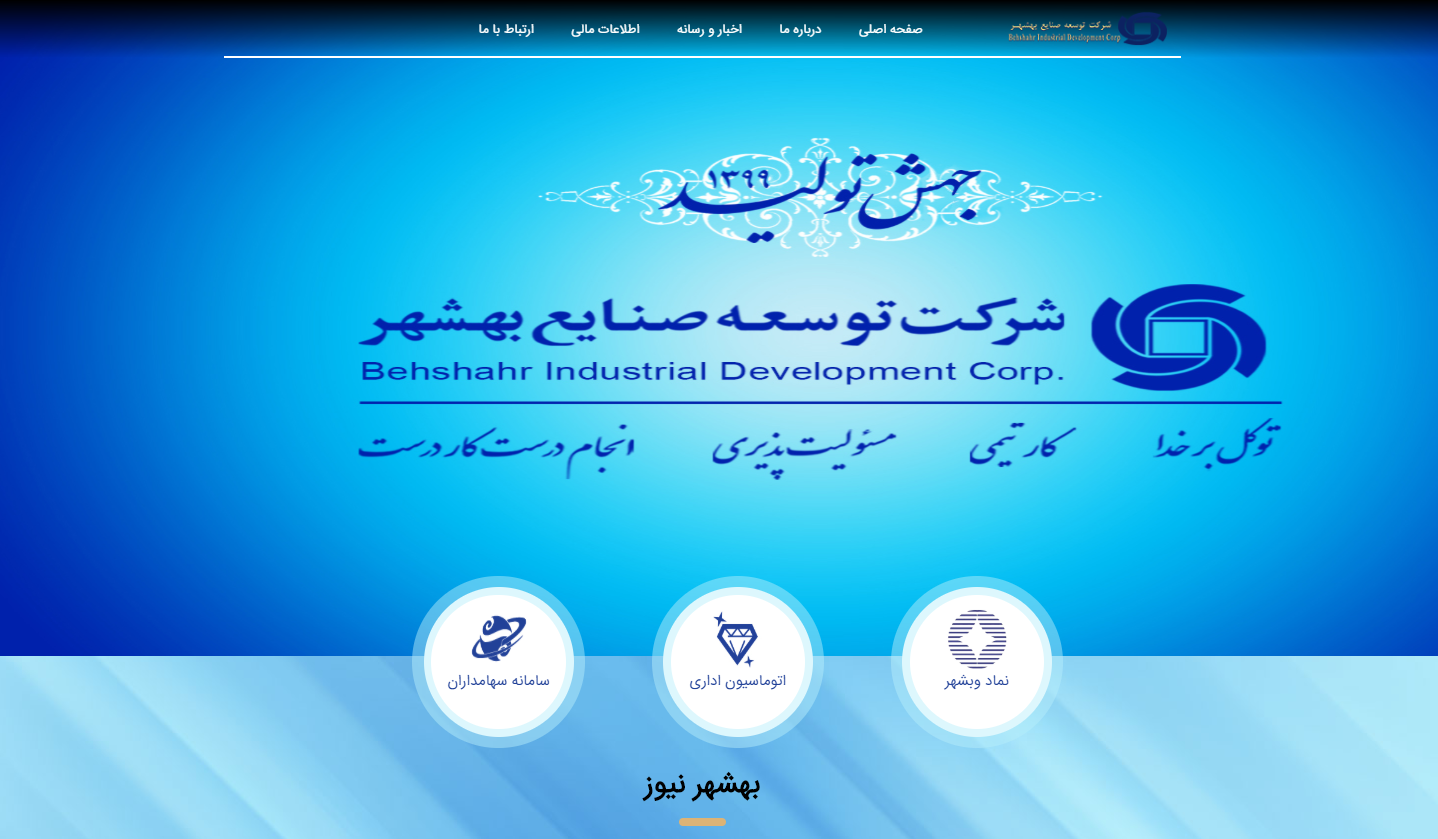 شرکت توسعه صنایع بهشهر
Behshahr Industrial Development Corp
صفحه اصلی
درباره ما
اخبار و رسانه
اطلاعات مالی
ارتباط با ما
جهش تولید
۱۳۹۹
شرکت توسعه صنایع بهشهر
Behshahr Industrial Development Corp.
توکل بر خدا
کار تیمی
مسئولیت پذیری
انجام درست کار درست
نماد وبشهر
اتوماسیون اداری
سامانه سهامداران
بهشهر نیوز